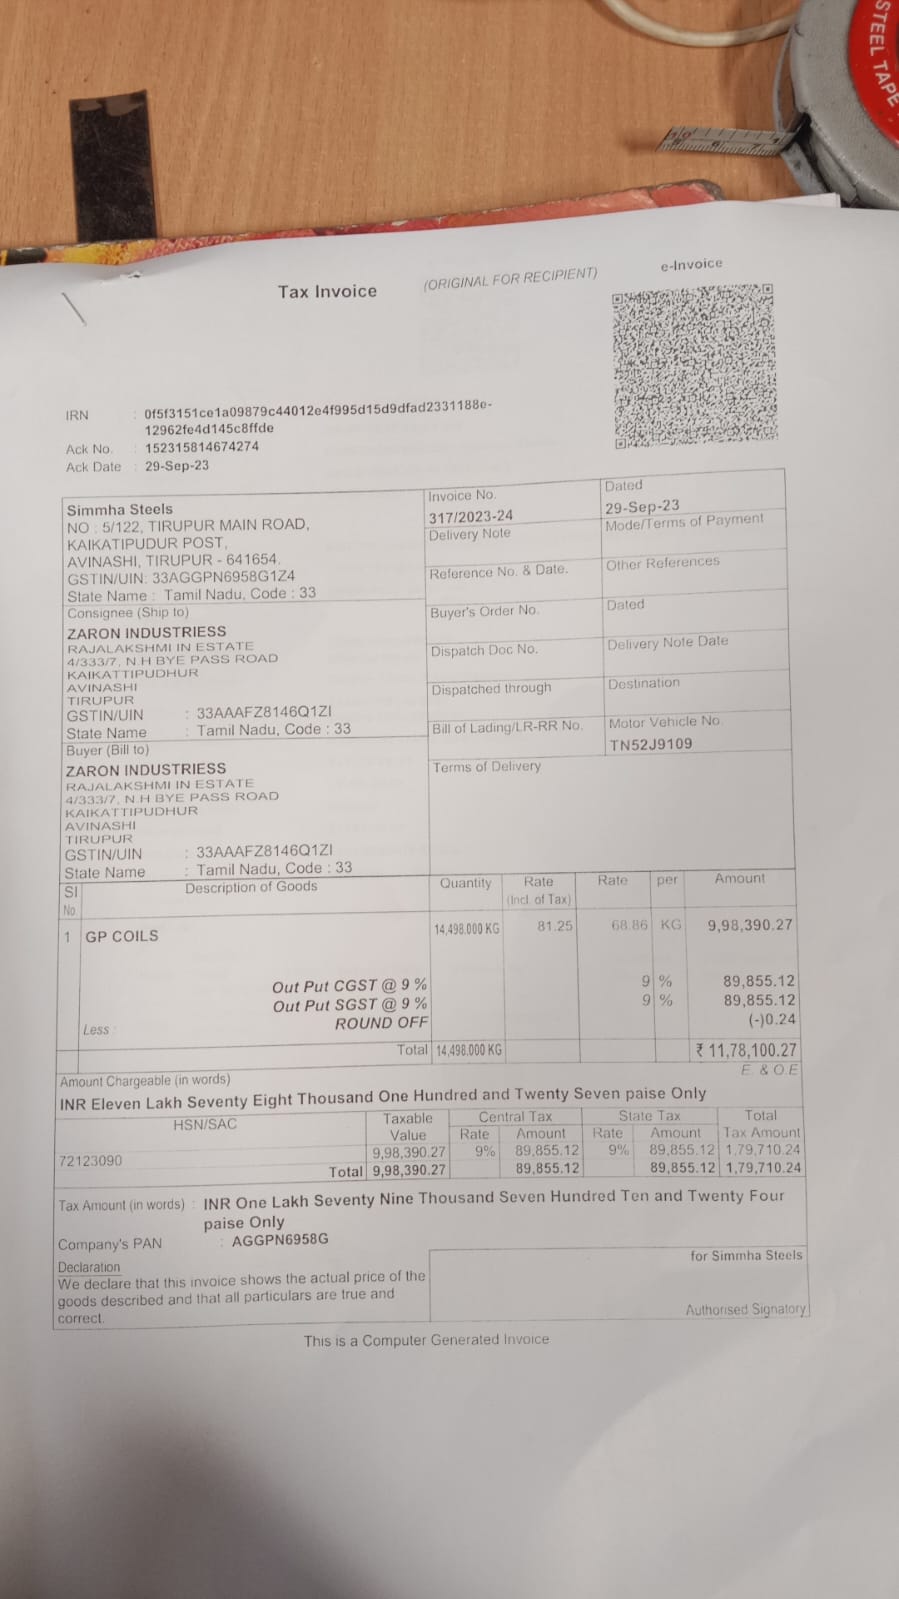 STEEL TAPE
Tax Invoice
(ORIGINAL FOR RECIPIENT)
e-Invoice
IRN : 0f5f3151ce1a09879c44012e4f995d15d9dfad2331188e-
12962fe4d145c8ffde
Ack No. : 152315814674274
Ack Date : 29-Sep-23
Simmha Steels
NO : 5/122, TIRUPUR MAIN ROAD,
KAIKATIPUDUR POST,
AVINASHI, TIRUPUR - 641654.
GSTIN/UIN: 33AGGPN6958G1Z4
State Name : Tamil Nadu, Code : 33
Invoice No.
317/2023-24
Dated
29-Sep-23
Delivery Note
Mode/Terms of Payment
Reference No. & Date.
Other References
Consignee (Ship to)
ZARON INDUSTRIESS
RAJALAKSHMI IN ESTATE
4/333/7, N.H BYE PASS ROAD
KAIKATTIPUDHUR
AVINASHI
TIRUPUR
GSTIN/UIN : 33AAAFZ8146Q1ZI
State Name : Tamil Nadu, Code : 33
Buyer's Order No.
Dated
Dispatch Doc No.
Delivery Note Date
Dispatched through
Destination
Bill of Lading/LR-RR No.
Motor Vehicle No.
TN52J9109
Buyer (Bill to)
ZARON INDUSTRIESS
RAJALAKSHMI IN ESTATE
4/333/7, N.H BYE PASS ROAD
KAIKATTIPUDHUR
AVINASHI
TIRUPUR
GSTIN/UIN : 33AAAFZ8146Q1ZI
State Name : Tamil Nadu, Code : 33
Terms of Delivery
Sl No. Description of Goods Quantity Rate (Incl. of Tax) Rate per Amount
1 GP COILS 14,498.000 KG 81.25 68.86 KG 9,98,390.27
Out Put CGST @ 9 % 9 % 89,855.12
Out Put SGST @ 9 % 9 % 89,855.12
Less : ROUND OFF (-)0.24
Total 14,498.000 KG ₹ 11,78,100.27
Amount Chargeable (in words) E. & O.E
INR Eleven Lakh Seventy Eight Thousand One Hundred and Twenty Seven paise Only
HSN/SAC Taxable Value Central Tax State Tax Total Tax Amount
Rate Amount Rate Amount
72123090 9,98,390.27 9% 89,855.12 9% 89,855.12 1,79,710.24
Total 9,98,390.27 89,855.12 89,855.12 1,79,710.24
Tax Amount (in words) : INR One Lakh Seventy Nine Thousand Seven Hundred Ten and Twenty Four
paise Only
Company's PAN : AGGPN6958G
Declaration
We declare that this invoice shows the actual price of the
goods described and that all particulars are true and
correct.
for Simmha Steels
Authorised Signatory
This is a Computer Generated Invoice